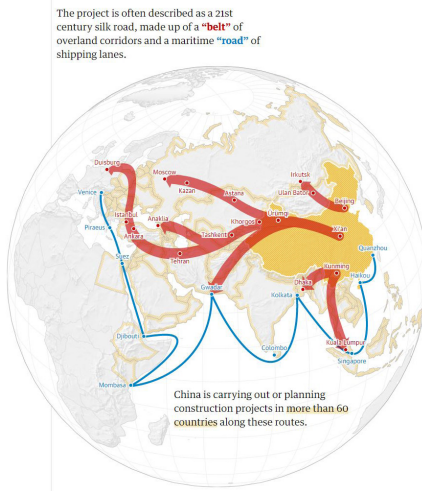 The project is often described as a 21st
century silk road, made up of a “belt” of
overland corridors and a maritime “road” of
shipping lanes.
Duisburg
Moscow
Kazan
Irkutsk
Ulan Bator
Venice
Astana
Beijing
Istanbul
Anaklia
Khorgos
Urumqi
Piraeus
Ankara
Tashkent
Xi'an
Quanzhou
Suez
Tehran
Kunming
Haikou
Gwadar
Dhaka
Kolkata
Djibouti
Colombo
Kuala Lumpur
Singapore
Mombasa
China is carrying out or planning
construction projects in more than 60
countries along these routes.